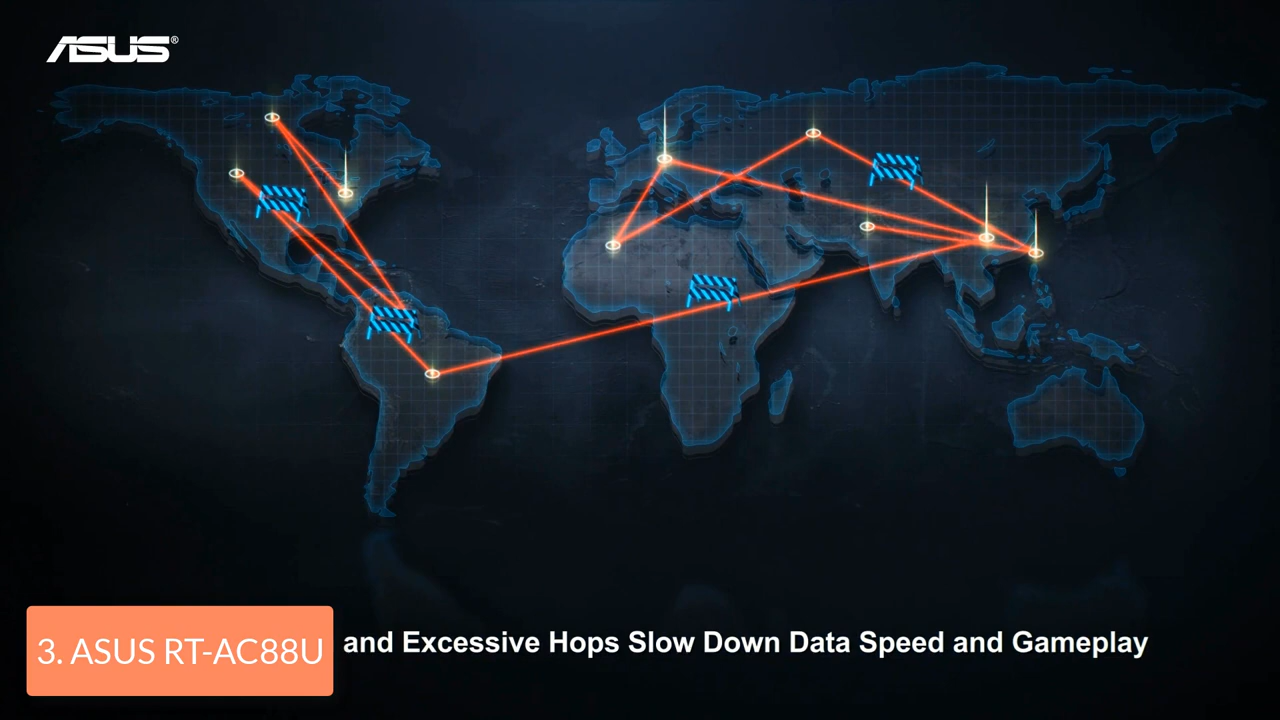 ASUS®
3. ASUS RT-AC88U
and Excessive Hops Slow Down Data Speed and Gameplay